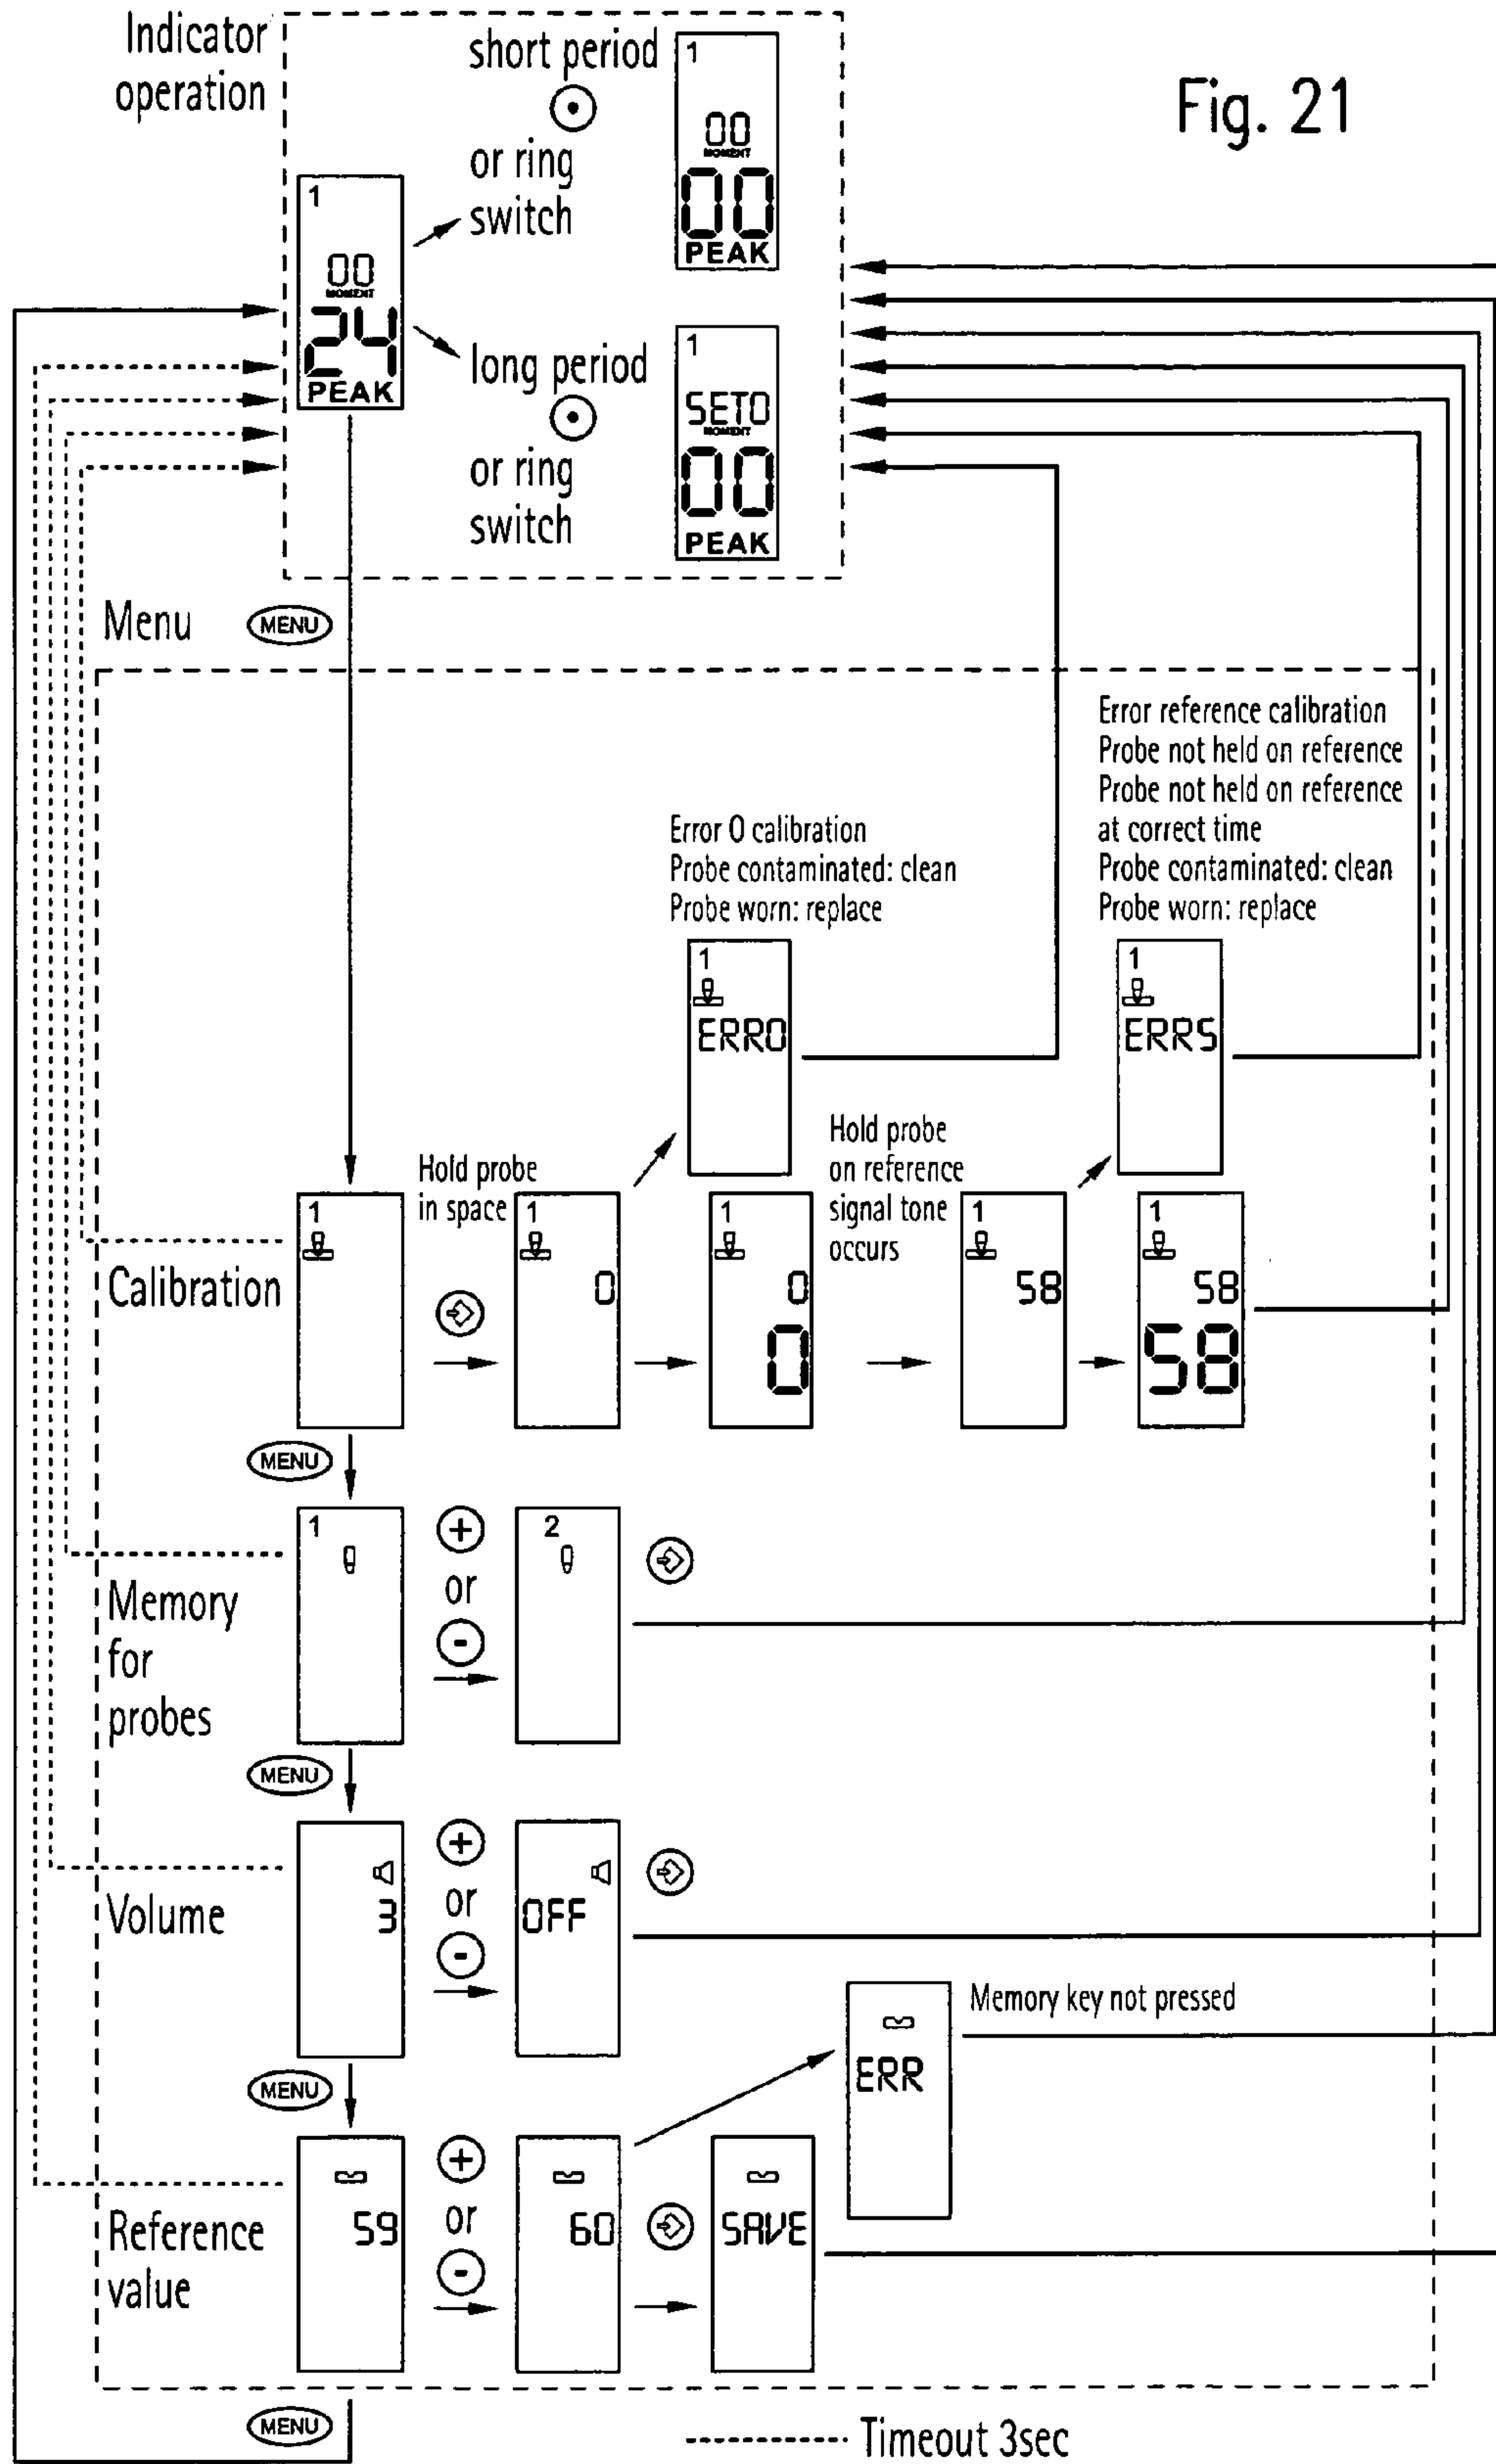 Indicator
operation
short period
or ring
switch
long period
or ring
switch
1
00
MOMENT
24
PEAK
1
00
MOMENT
00
PEAK
1
SET0
MOMENT
00
PEAK
Fig. 21
Menu
MENU
Error reference calibration
Probe not held on reference
Probe not held on reference
at correct time
Probe contaminated: clean
Probe worn: replace
Error 0 calibration
Probe contaminated: clean
Probe worn: replace
1
ERR0
1
ERRS
Calibration
1
Hold probe
in space
1
0
1
0
0
Hold probe
on reference
signal tone
occurs
1
58
1
58
58
MENU
Memory
for
probes
1
+
or
-
2
MENU
Volume
3
+
or
-
OFF
MENU
Memory key not pressed
ERR
Reference
value
59
+
or
-
60
SAVE
MENU
Timeout 3sec